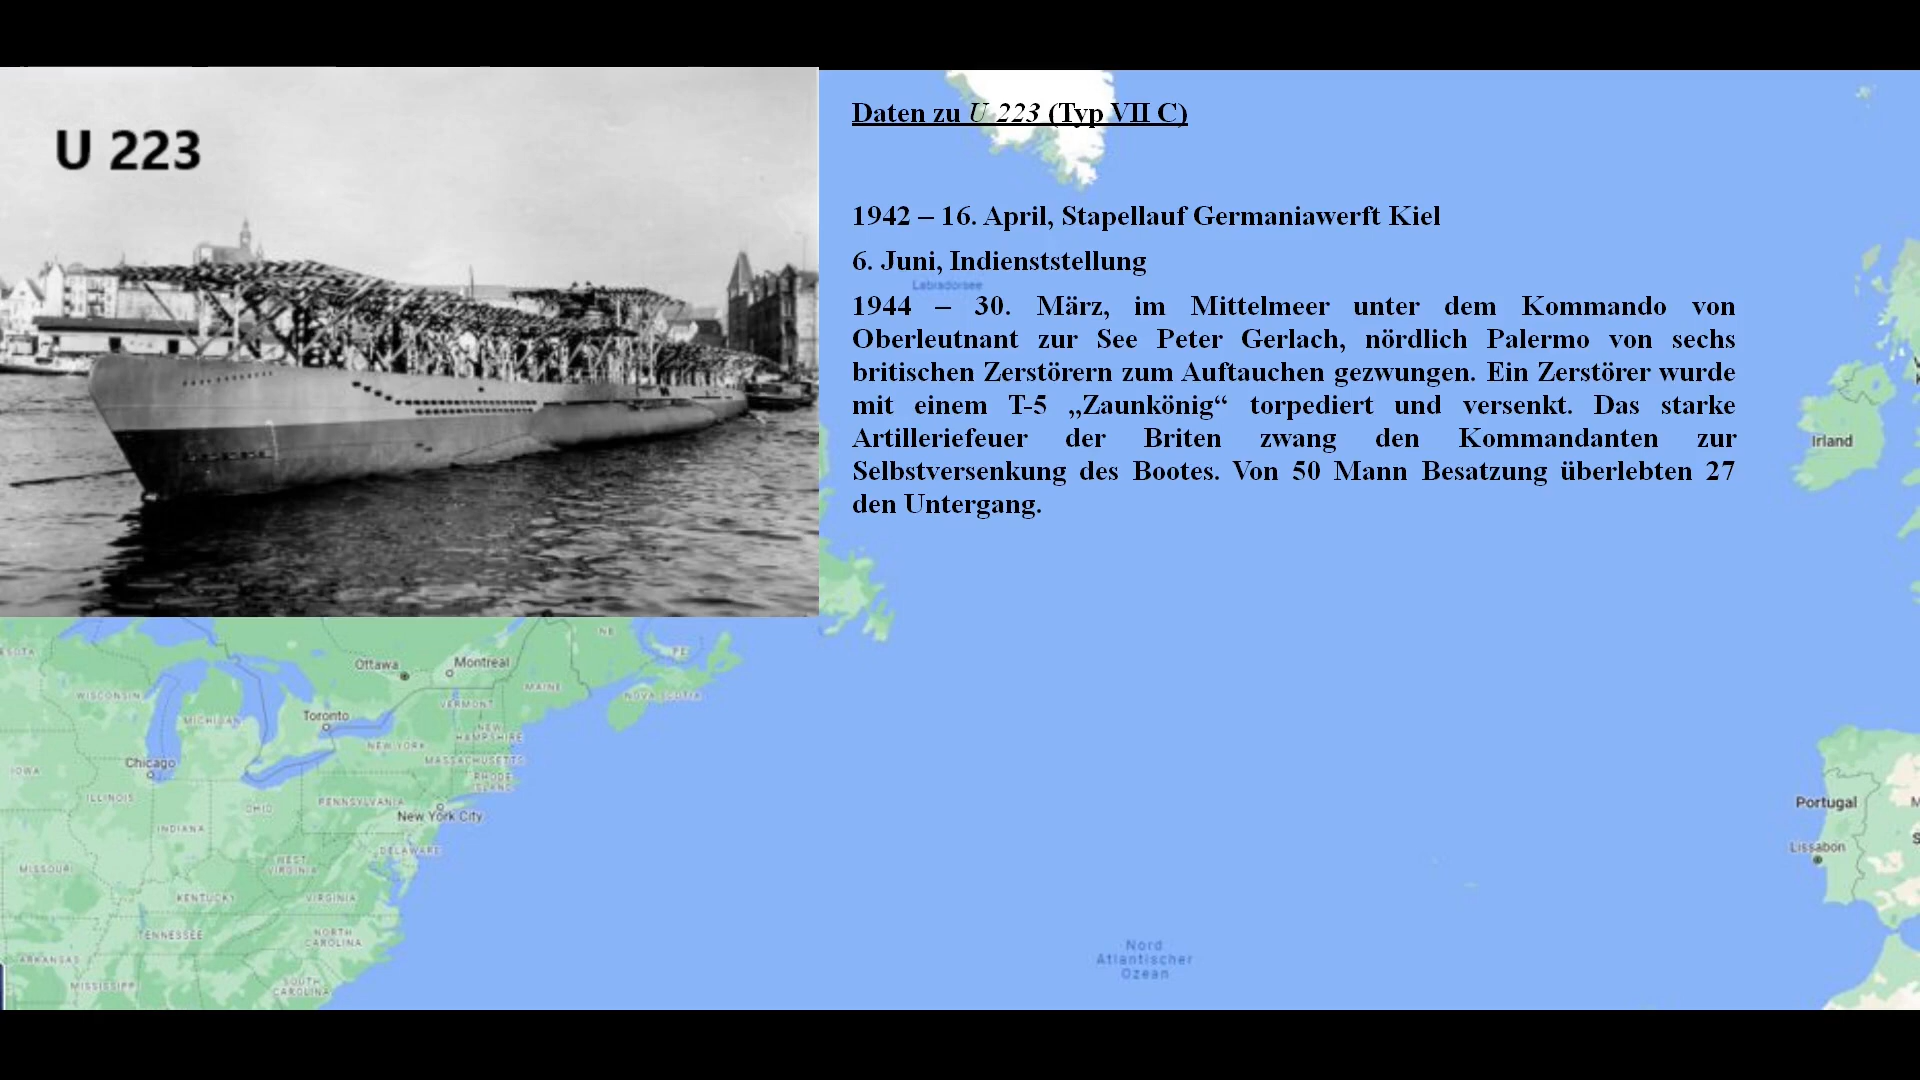 U 223
Daten zu U 223 (Typ VII C)
1942 – 16. April, Stapellauf Germaniawerft Kiel
6. Juni, Indienststellung
Labradorsee
1944 – 30. März, im Mittelmeer unter dem Kommando von
Oberleutnant zur See Peter Gerlach, nördlich Palermo von sechs
britischen Zerstörern zum Auftauchen gezwungen. Ein Zerstörer wurde
mit einem T-5 „Zaunkönig“ torpediert und versenkt. Das starke
Artilleriefeuer der Briten zwang den Kommandanten zur
Selbstversenkung des Bootes. Von 50 Mann Besatzung überlebten 27
den Untergang.
Irland
NB
PE
Ottawa
Montreal
MAINE
WISCONSIN
NOVA SCOTIA
VERMONT
MICHIGAN
Toronto
NEW
HAMPSHIRE
NEW YORK
MASSACHUSETTS
Chicago
RHODE
ISLAND
IOWA
ILLINOIS
OHIO
PENNSYLVANIA
New York City
Portugal
INDIANA
DELAWARE
Lissabon
WEST
VIRGINIA
MISSOURI
KENTUCKY
VIRGINIA
TENNESSEE
NORTH
CAROLINA
Nord
Atlantischer
Ozean
ARKANSAS
MISSISSIPPI
SOUTH
CAROLINA